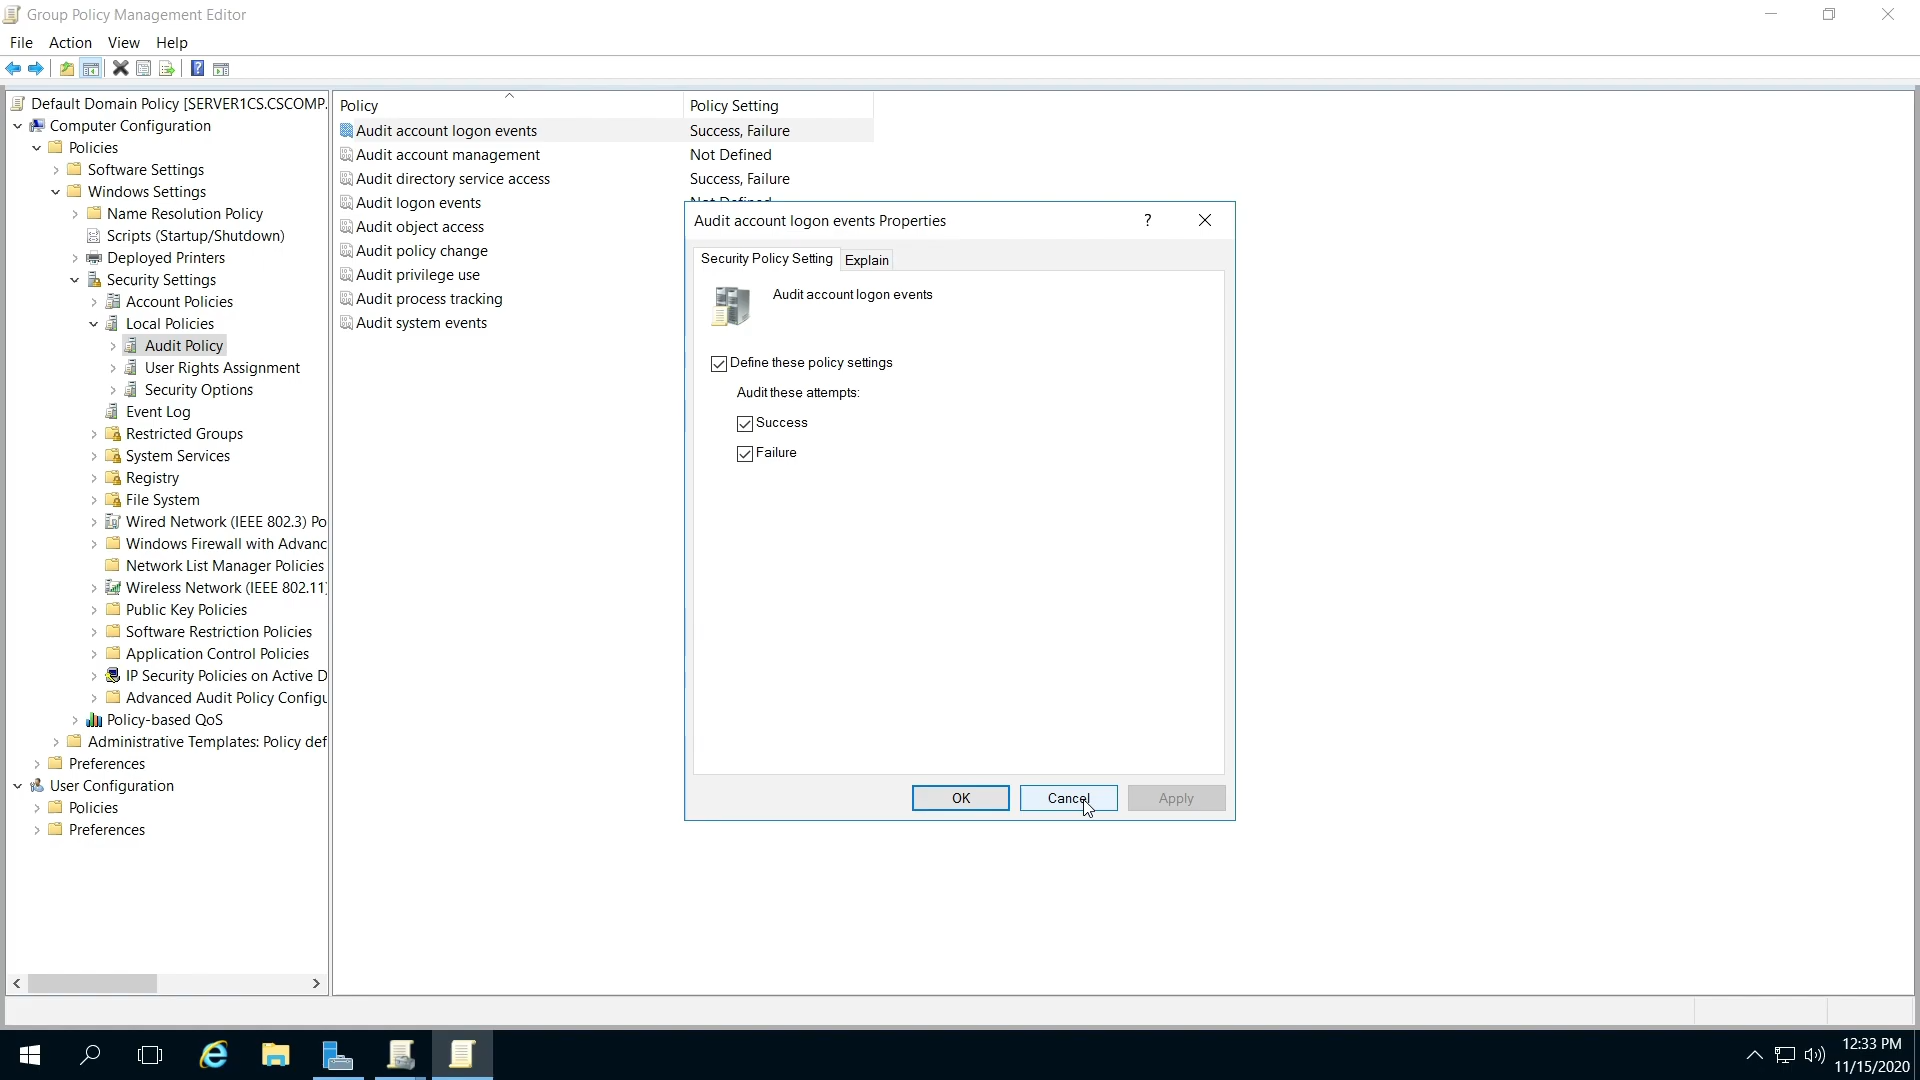 Group Policy Management Editor
File Action View Help
Default Domain Policy [SERVER1CS.CSCOMP.
Computer Configuration
Policies
Software Settings
Windows Settings
Name Resolution Policy
Scripts (Startup/Shutdown)
Deployed Printers
Security Settings
Account Policies
Local Policies
Audit Policy
User Rights Assignment
Security Options
Event Log
Restricted Groups
System Services
Registry
File System
Wired Network (IEEE 802.3) Po
Windows Firewall with Advanc
Network List Manager Policies
Wireless Network (IEEE 802.11)
Public Key Policies
Software Restriction Policies
Application Control Policies
IP Security Policies on Active D
Advanced Audit Policy Configu
Policy-based QoS
Administrative Templates: Policy def
Preferences
User Configuration
Policies
Preferences
Policy Policy Setting
Audit account logon events Success, Failure
Audit account management Not Defined
Audit directory service access Success, Failure
Audit logon events Not Defined
Audit object access
Audit policy change
Audit privilege use
Audit process tracking
Audit system events
Audit account logon events Properties ?
Security Policy Setting Explain
Audit account logon events
Define these policy settings
Audit these attempts:
Success
Failure
OK Cancel Apply
12:33 PM
11/15/2020